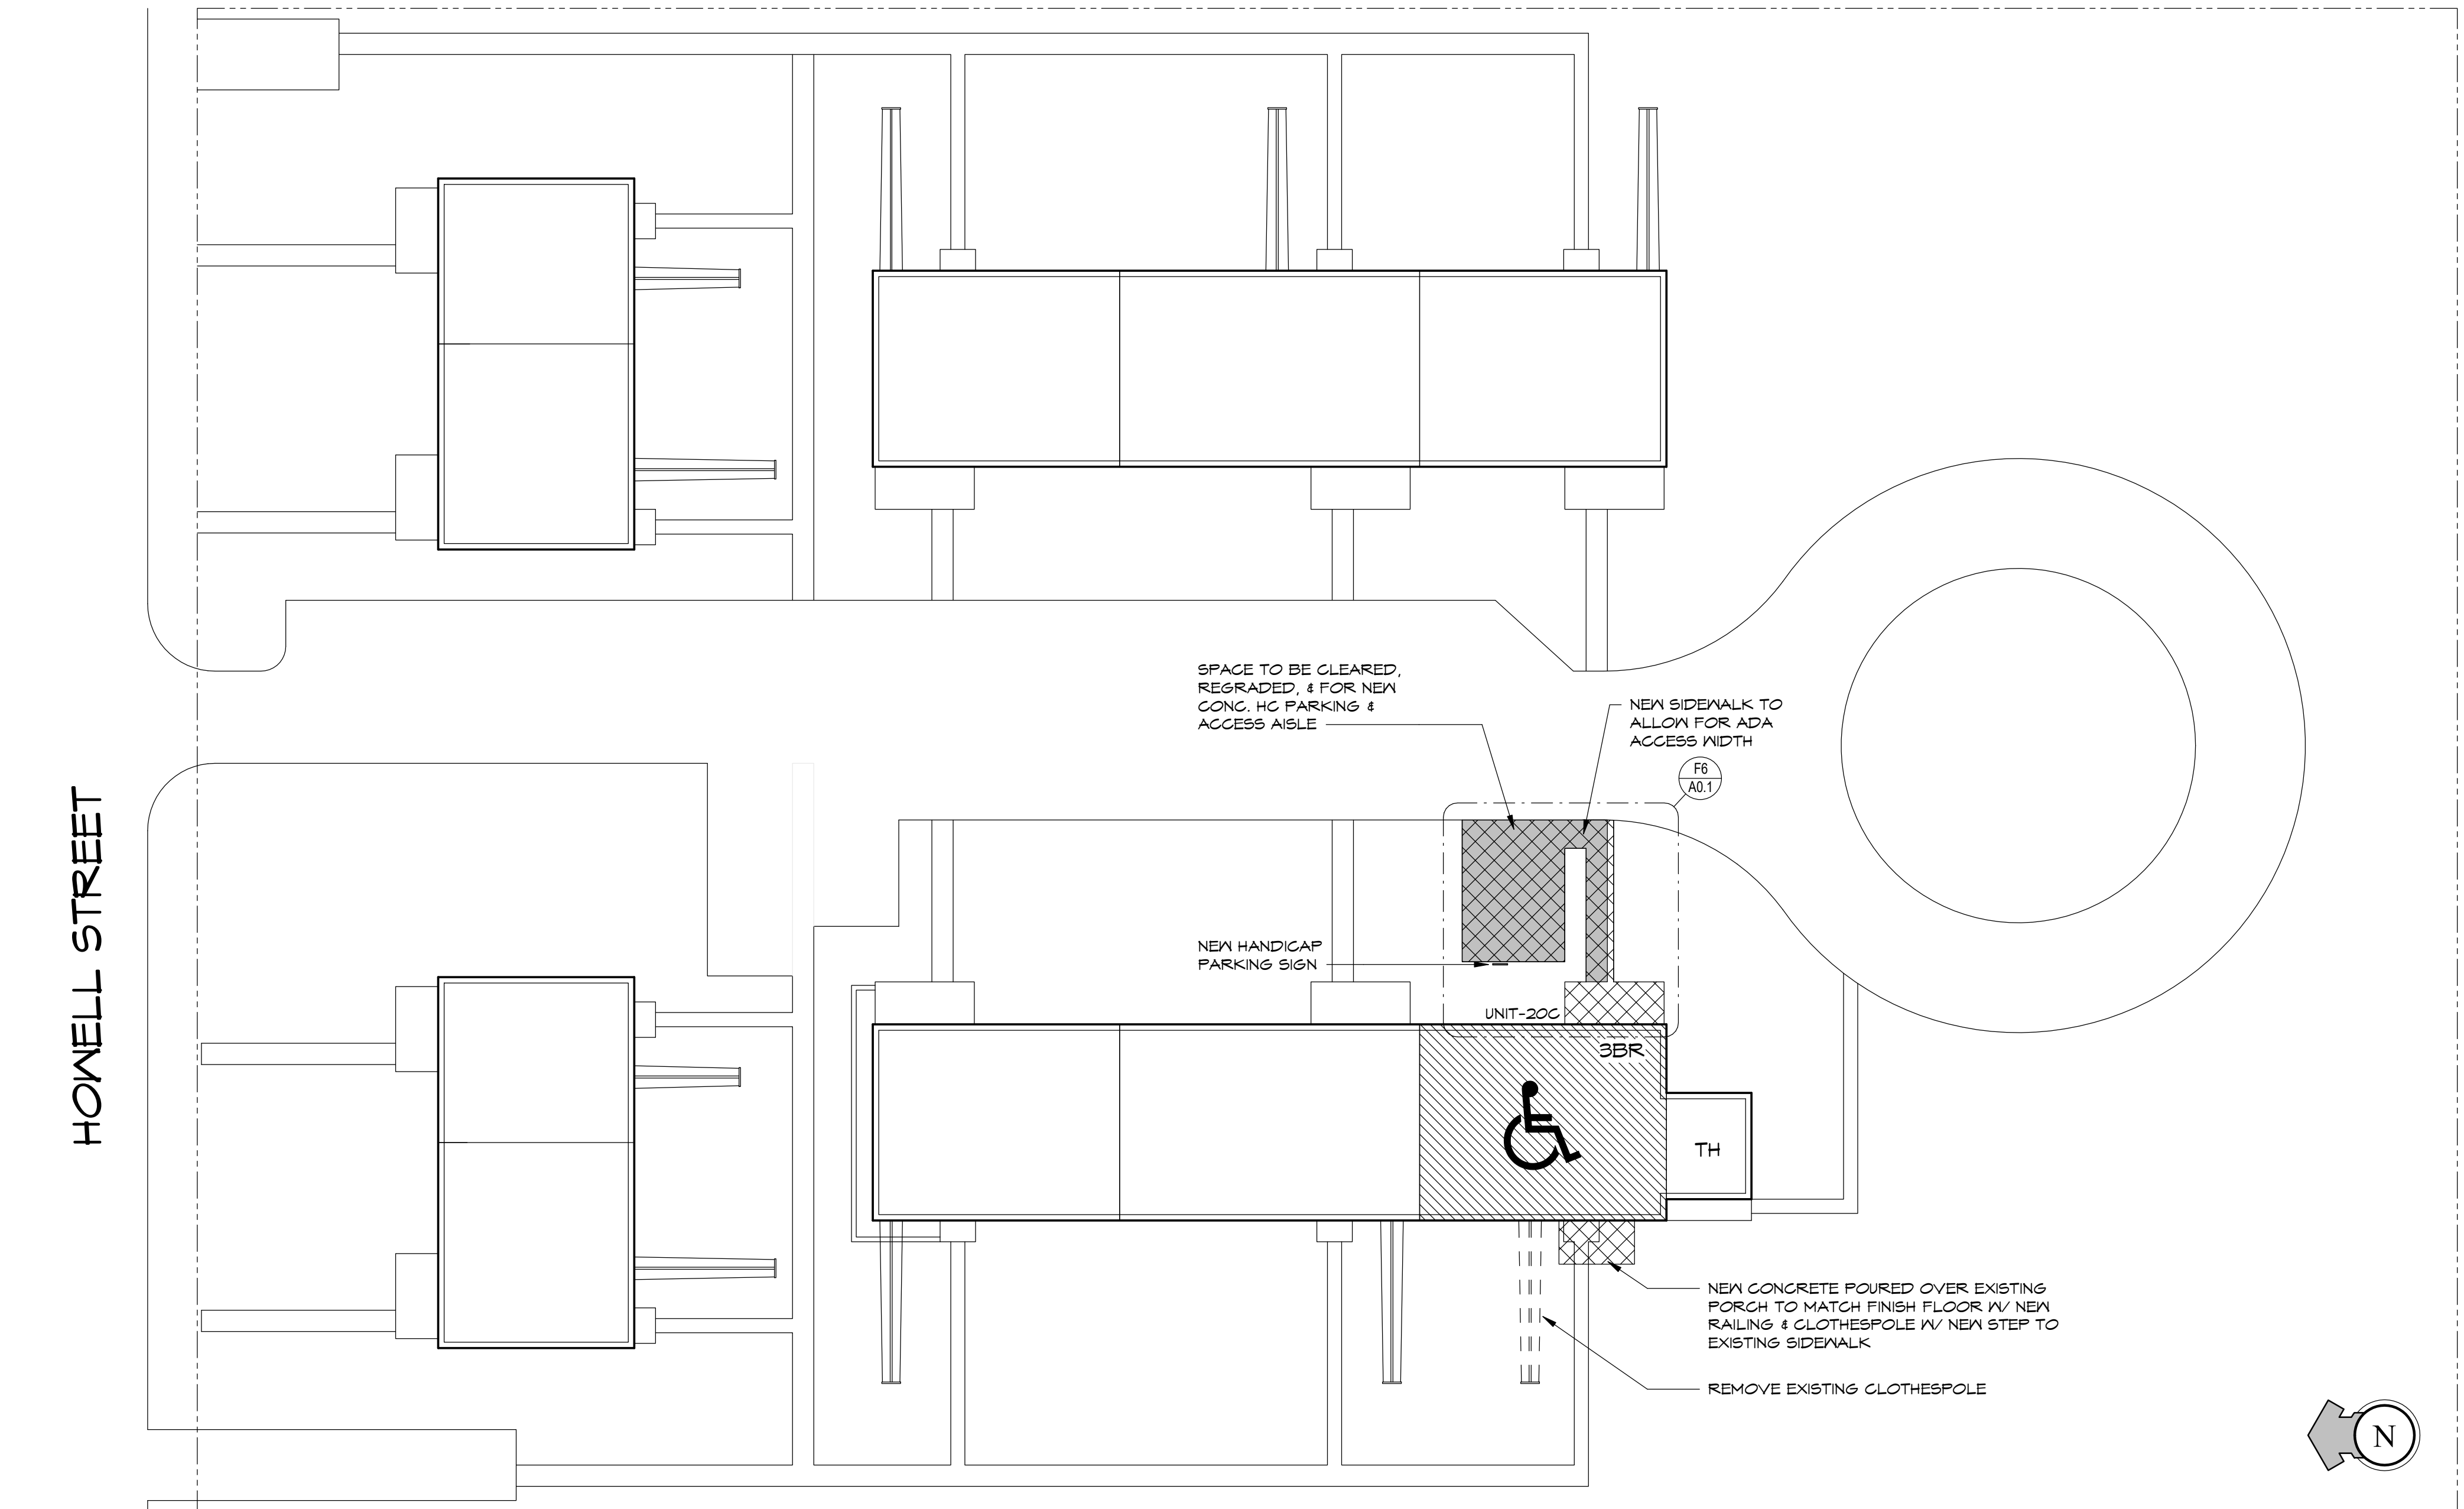 HOWELL STREET
SPACE TO BE CLEARED,
REGRADED, & FOR NEW
CONC. HC PARKING &
ACCESS AISLE
NEW SIDEWALK TO
ALLOW FOR ADA
ACCESS WIDTH
F6
A0.1
NEW HANDICAP
PARKING SIGN
UNIT-20C
3BR
TH
NEW CONCRETE POURED OVER EXISTING
PORCH TO MATCH FINISH FLOOR W/ NEW
RAILING & CLOTHESPOLE W/ NEW STEP TO
EXISTING SIDEWALK
REMOVE EXISTING CLOTHESPOLE
N